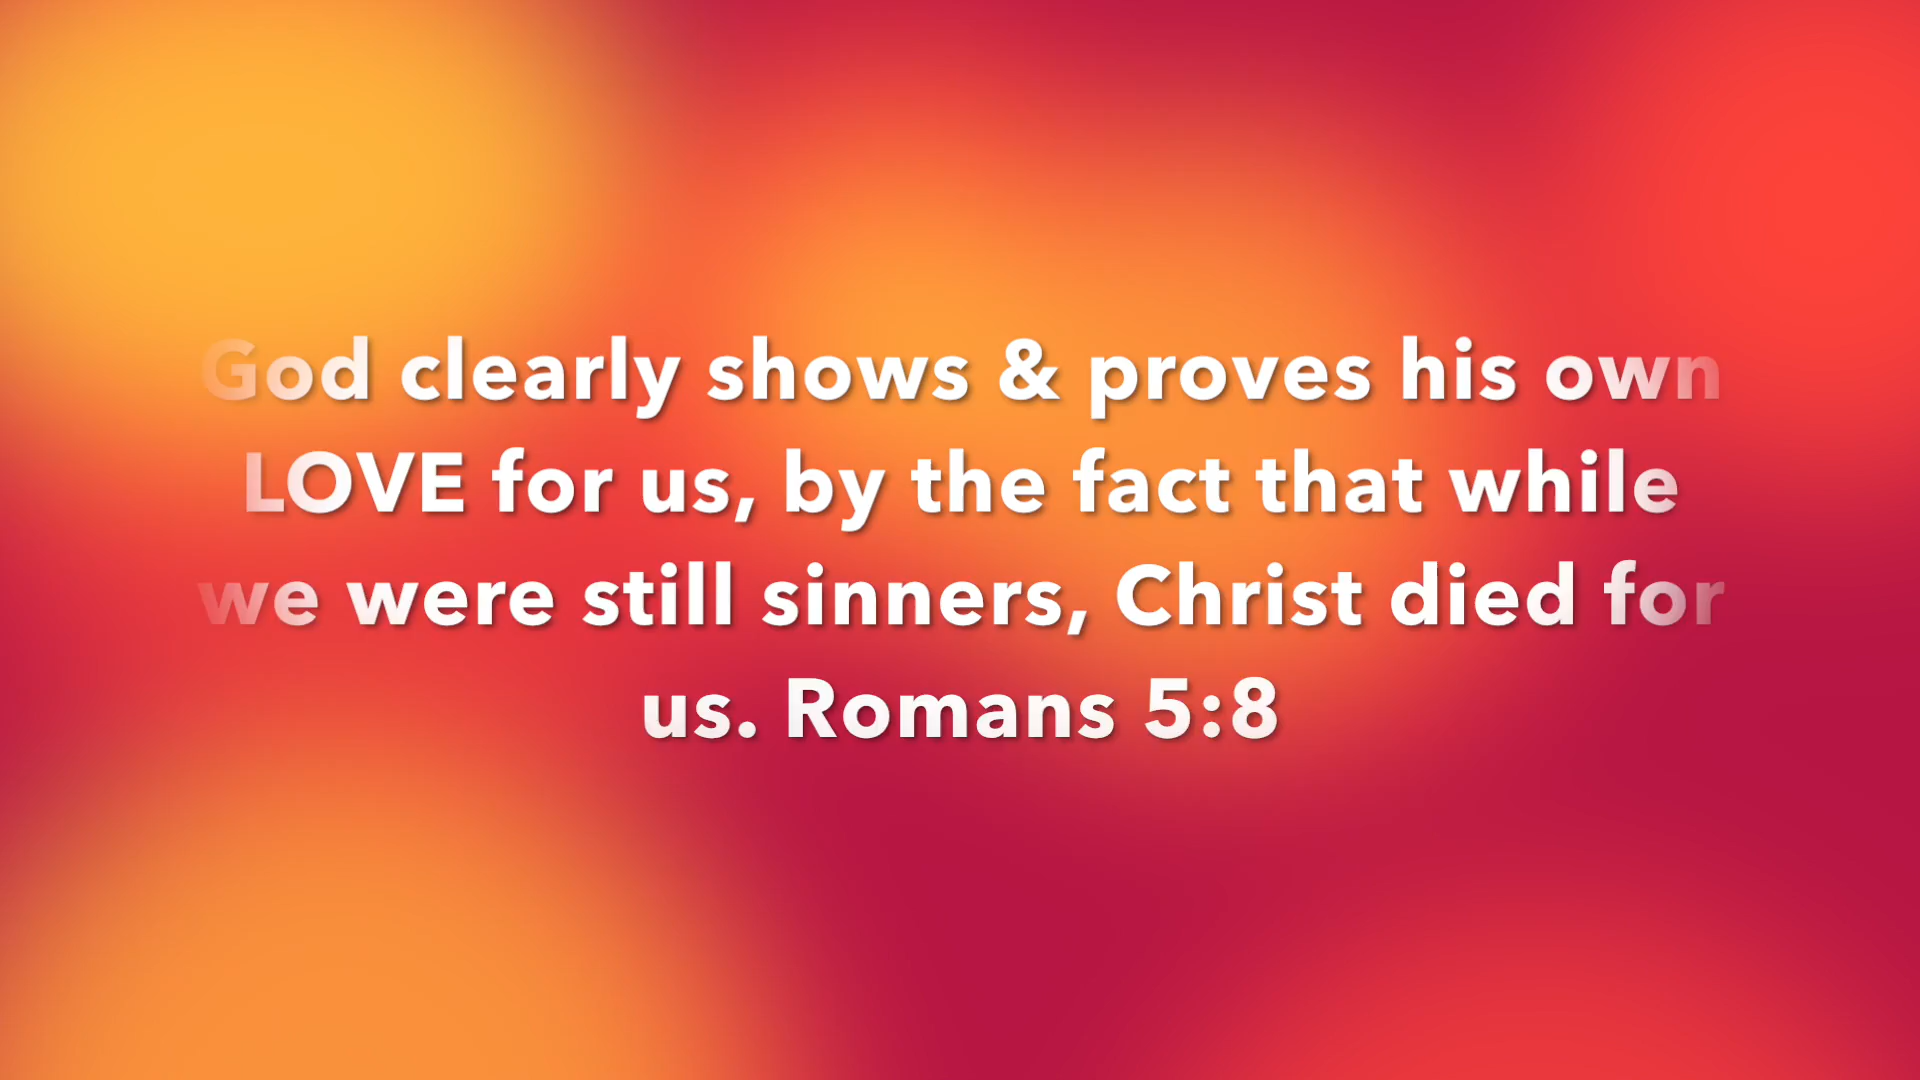 God clearly shows & proves his own
LOVE for us, by the fact that while
we were still sinners, Christ died for
us. Romans 5:8